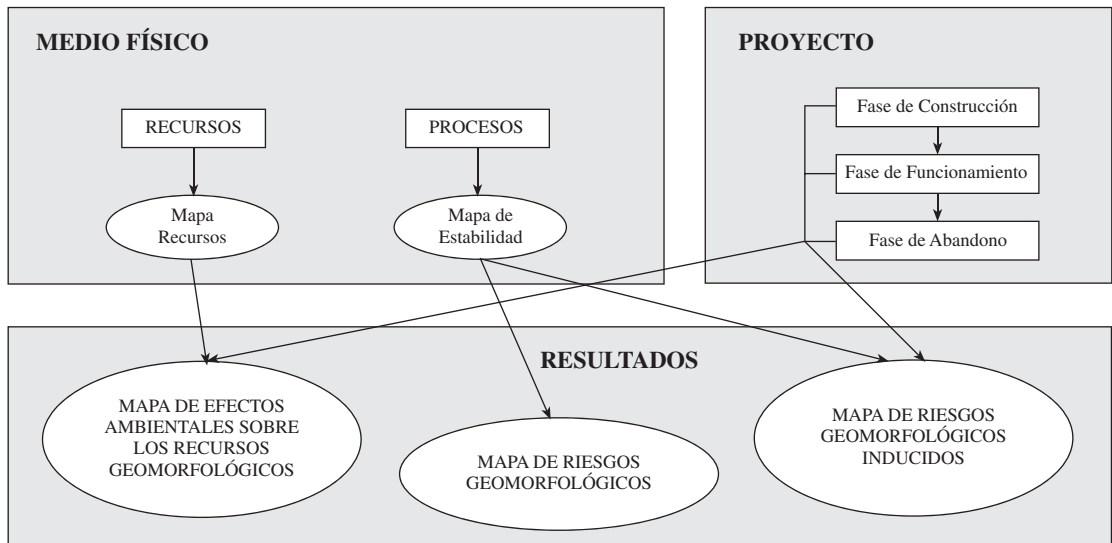 MEDIO FÍSICO
RECURSOS
Mapa
Recursos
PROCESOS
Mapa de
Estabilidad
PROYECTO
Fase de Construcción
Fase de Funcionamiento
Fase de Abandono
RESULTADOS
MAPA DE EFECTOS
AMBIENTALES SOBRE
LOS RECURSOS
GEOMORFOLÓGICOS
MAPA DE RIESGOS
GEOMORFOLÓGICOS
MAPA DE RIESGOS
GEOMORFOLÓGICOS
INDUCIDOS